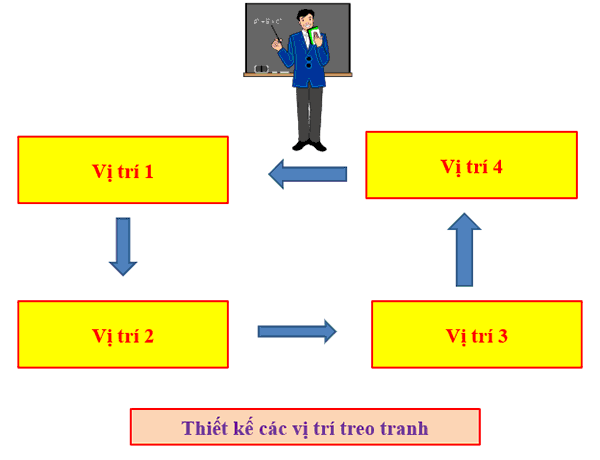 Vị trí 1
Vị trí 4
Vị trí 2
Vị trí 3
Thiết kế các vị trí treo tranh